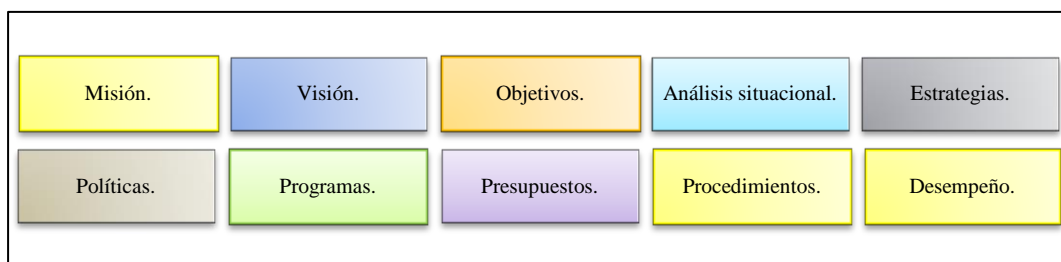 Misión.
Visión.
Objetivos.
Análisis situacional.
Estrategias.
Políticas.
Programas.
Presupuestos.
Procedimientos.
Desempeño.